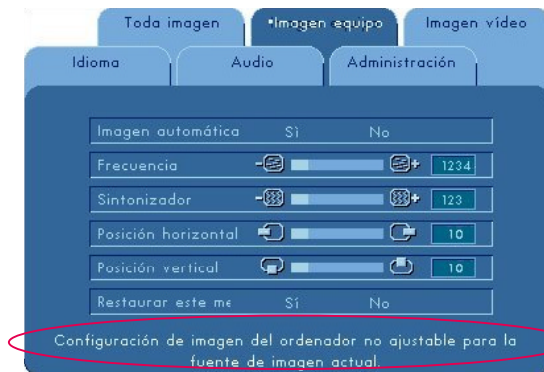 Toda imagen •Imagen equipo Imagen vídeo
Idioma Audio Administración
Imagen automática Sì No
Frecuencia - + 1234
Sintonizador - + 123
Posición horizontal 10
Posición vertical 10
Restaurar este me Sí No
Configuración de imagen del ordenador no ajustable para la
fuente de imagen actual.